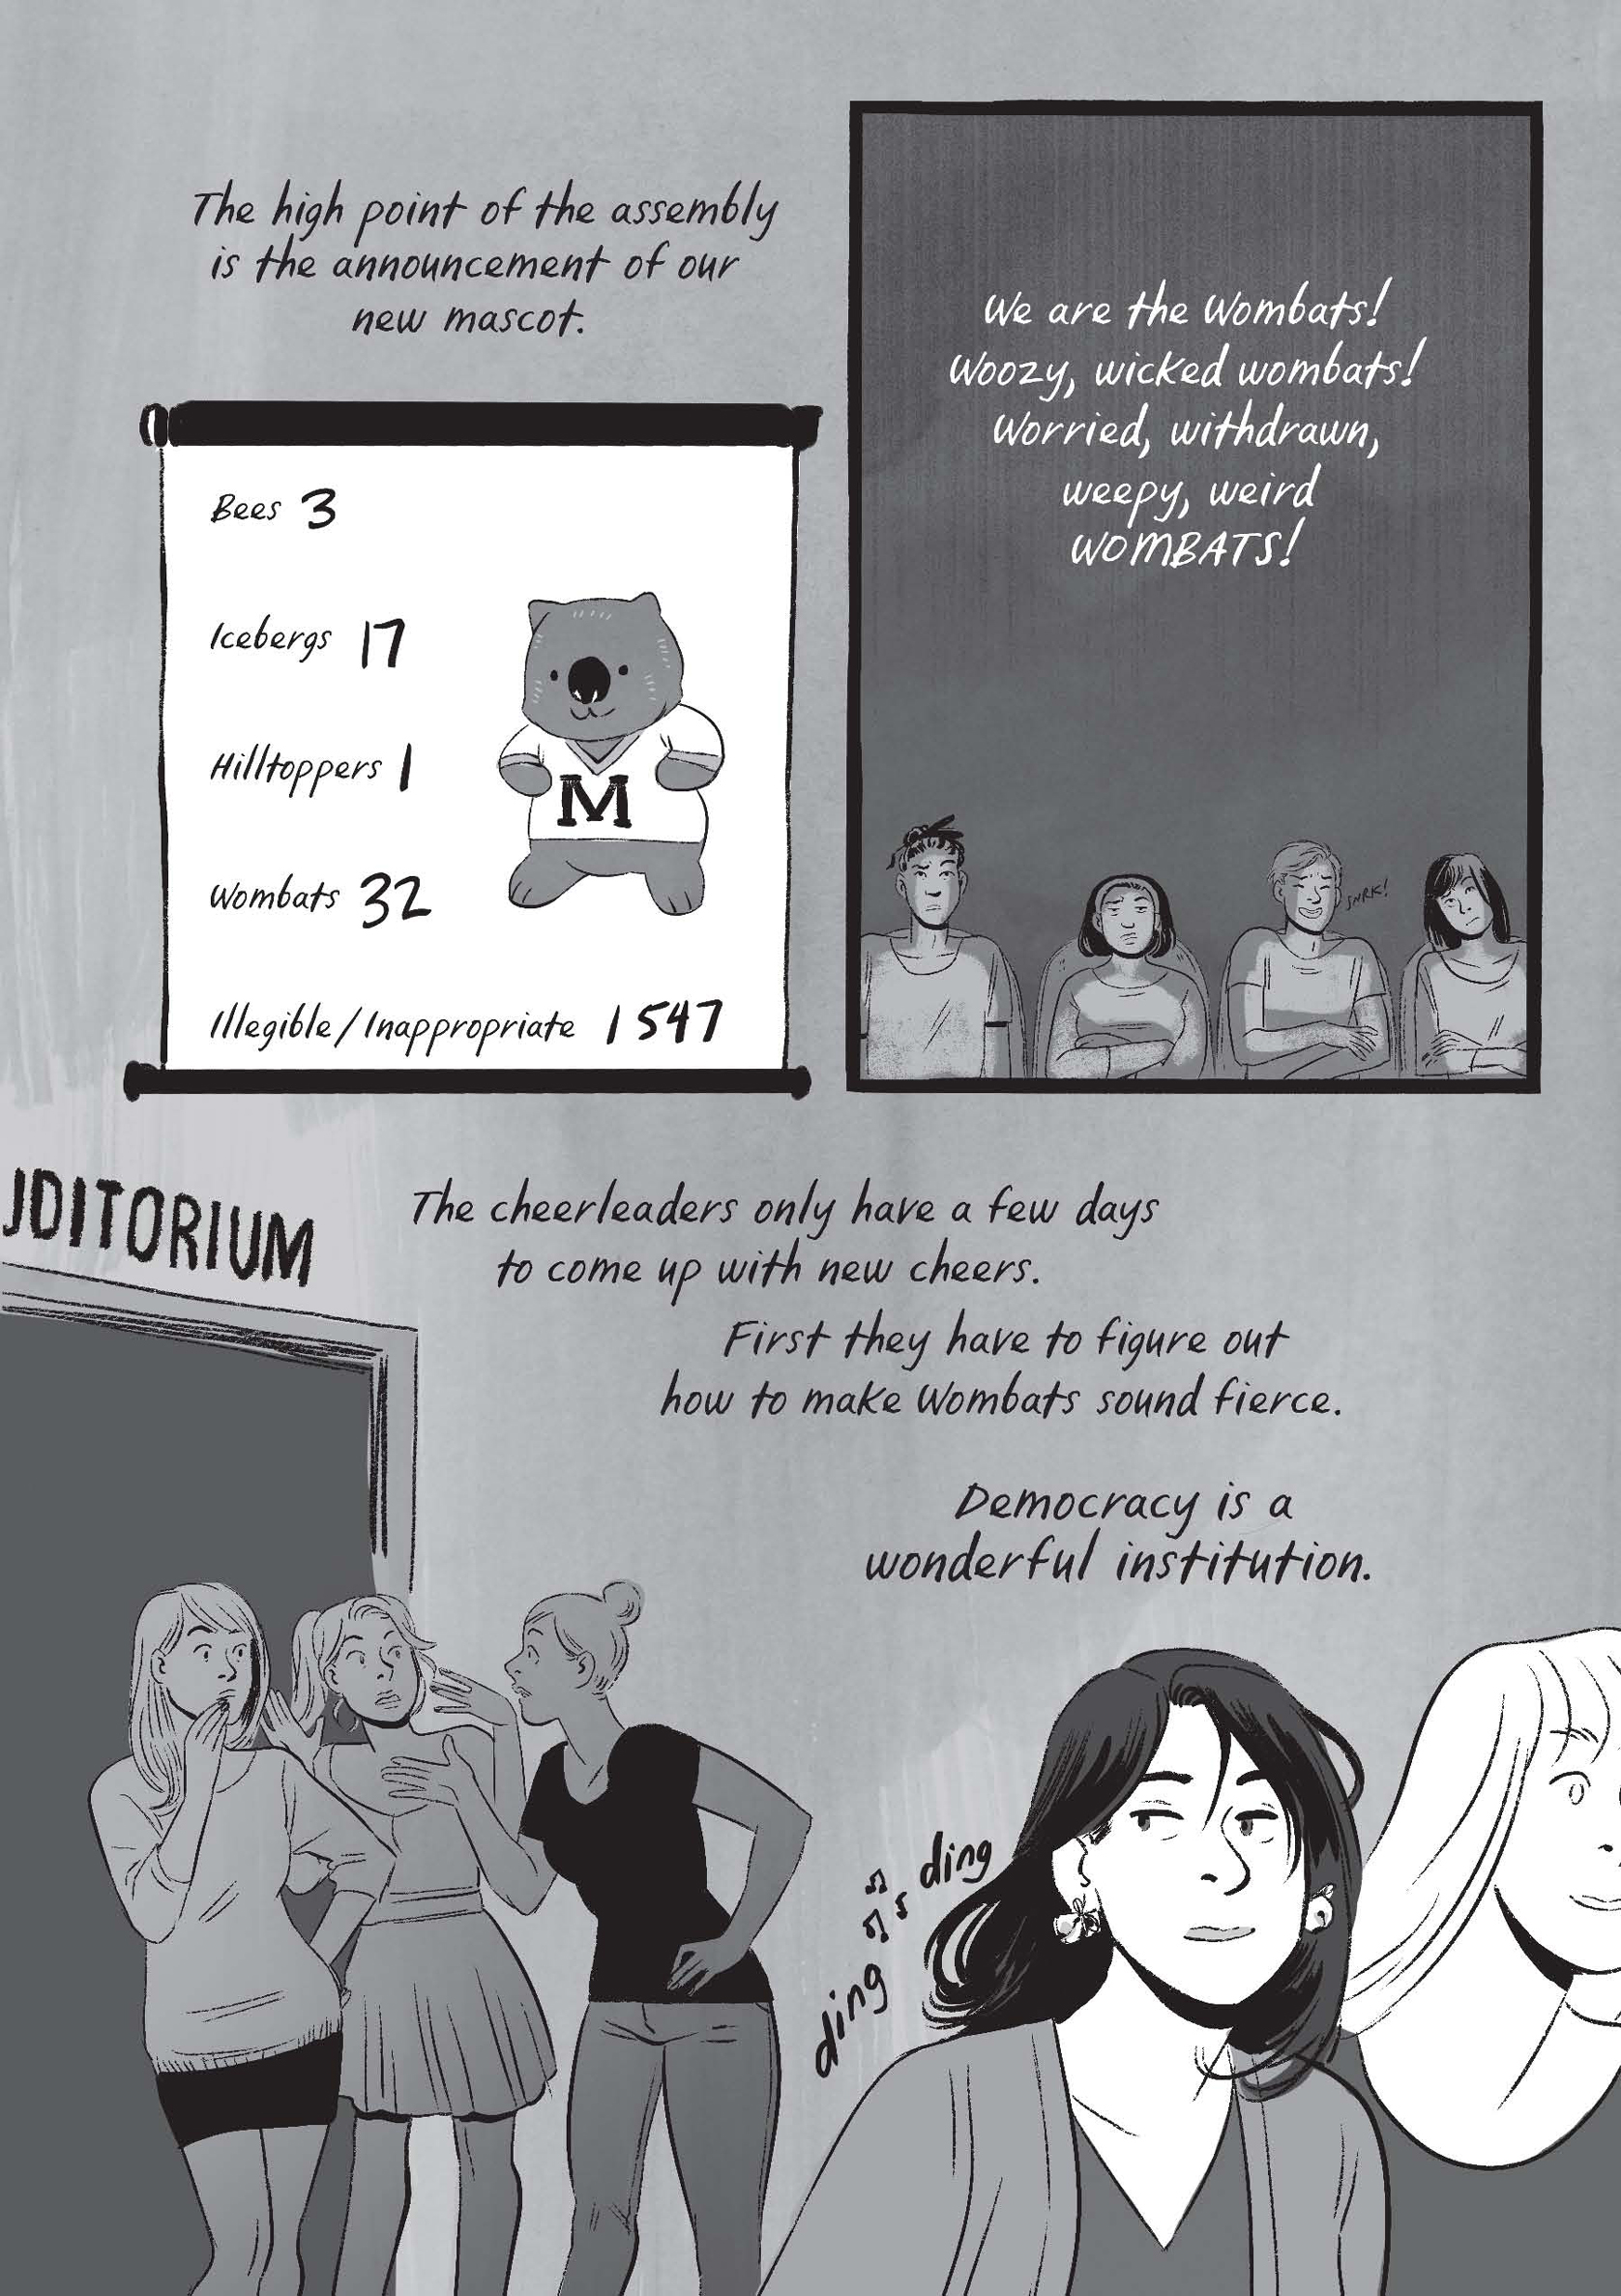 The high point of the assembly
is the announcement of our
new mascot.
Bees 3
Icebergs 17
Hilltoppers 1
Wombats 32
Illegible/Inappropriate 1547
M
We are the Wombats!
Woozy, wicked wombats!
Worried, withdrawn,
weepy, weird
WOMBATS!
SNRK!
UDITORIUM
The cheerleaders only have a few days
to come up with new cheers.
First they have to figure out
how to make Wombats sound fierce.
Democracy is a
wonderful institution.
ding
ding